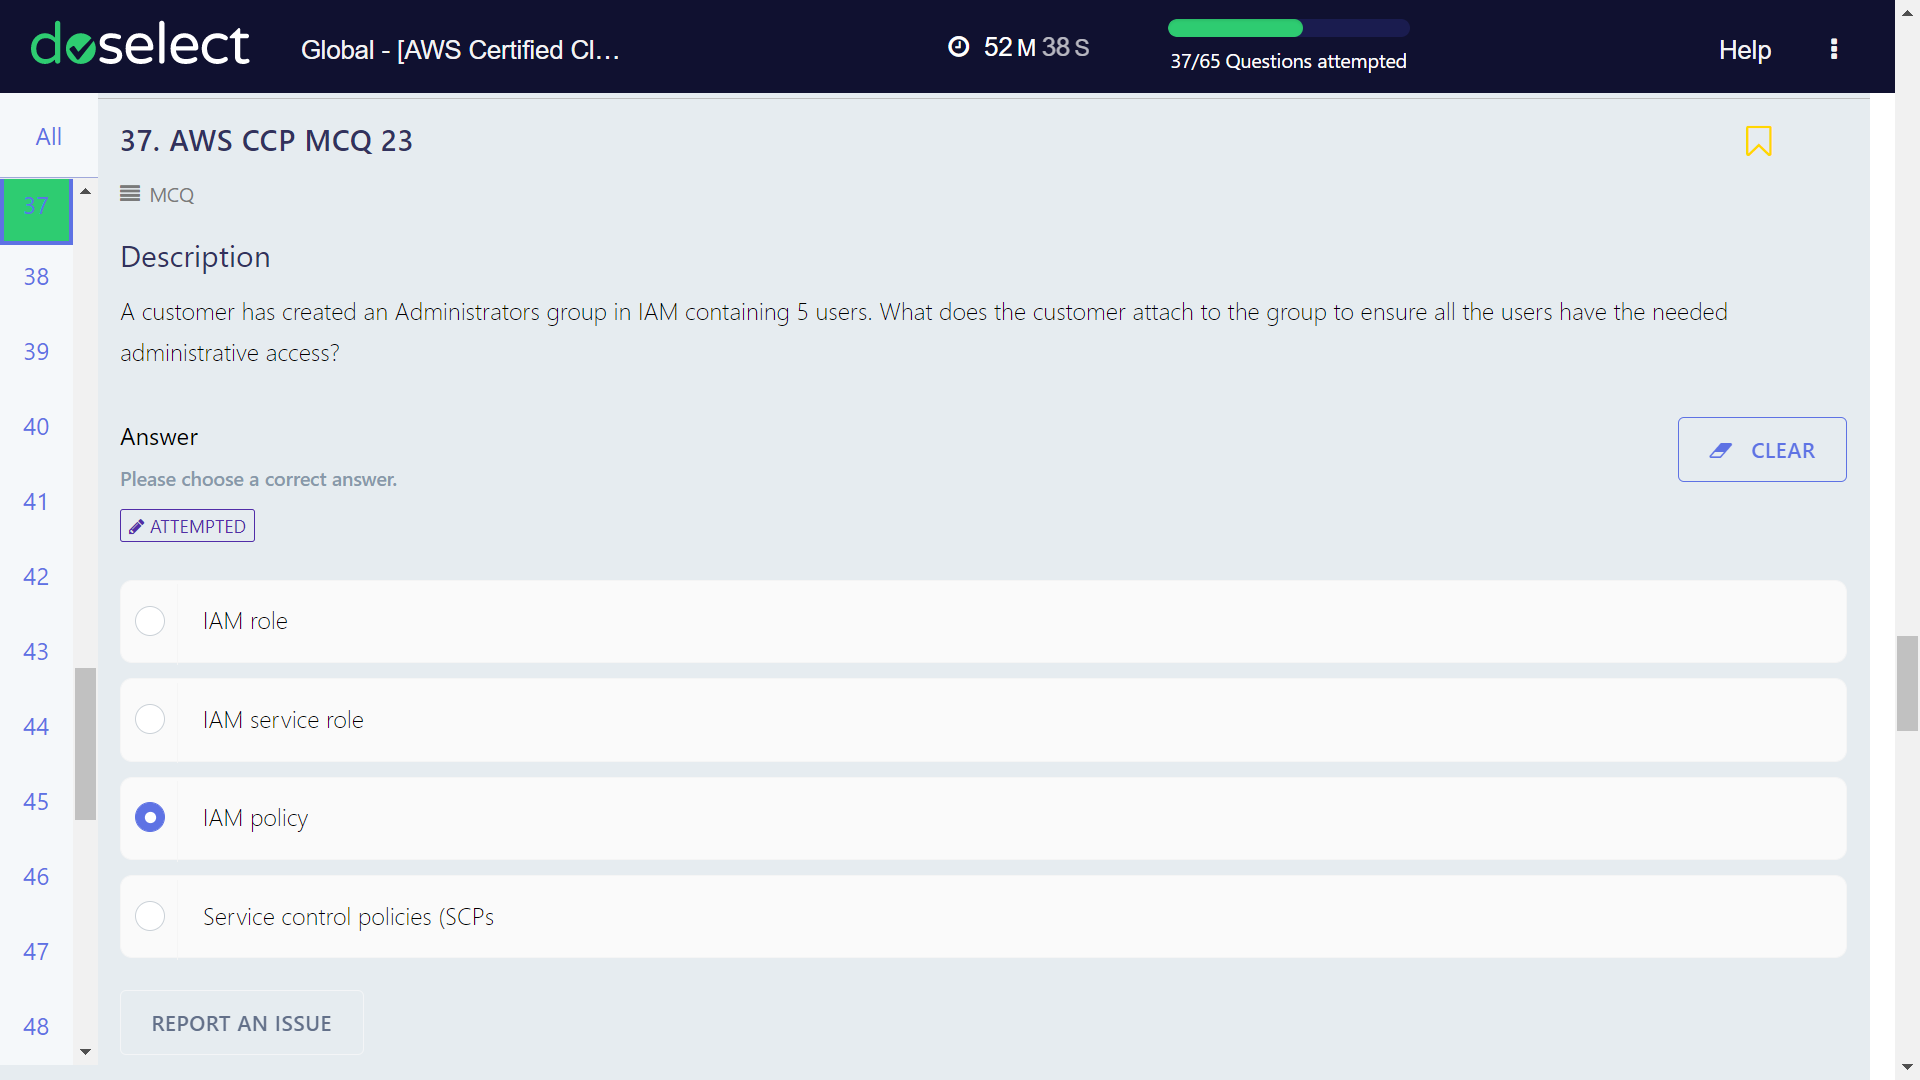 doselect
Global - [AWS Certified Cl...
52 M 38 S
37/65 Questions attempted
Help
All
37
38
39
40
41
42
43
44
45
46
47
48
37. AWS CCP MCQ 23
MCQ
Description
A customer has created an Administrators group in IAM containing 5 users. What does the customer attach to the group to ensure all the users have the needed
administrative access?
Answer
CLEAR
Please choose a correct answer.
ATTEMPTED
IAM role
IAM service role
IAM policy
Service control policies (SCPs
REPORT AN ISSUE